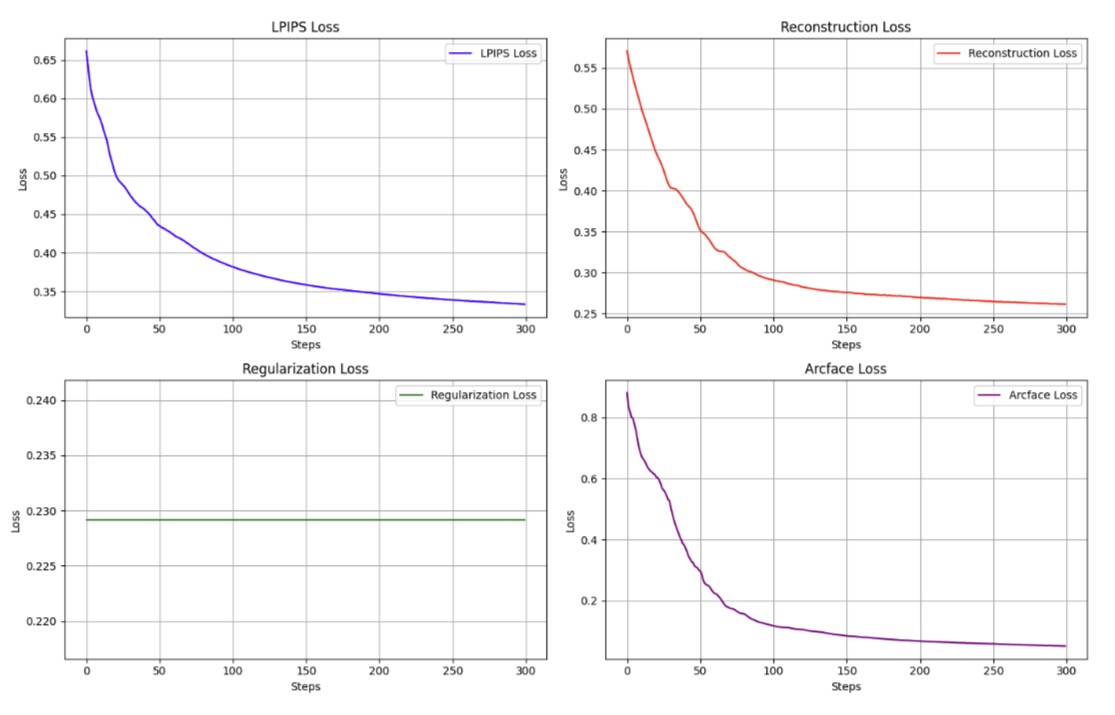 LPIPS Loss
LPIPS Loss
0.65
0.60
0.55
0.50
0.45
0.40
0.35
Loss
0 50 100 150 200 250 300
Steps
Reconstruction Loss
Reconstruction Loss
0.55
0.50
0.45
0.40
0.35
0.30
0.25
Loss
0 50 100 150 200 250 300
Steps
Regularization Loss
Regularization Loss
0.240
0.235
0.230
0.225
0.220
Loss
0 50 100 150 200 250 300
Steps
Arcface Loss
Arcface Loss
0.8
0.6
0.4
0.2
Loss
0 50 100 150 200 250 300
Steps